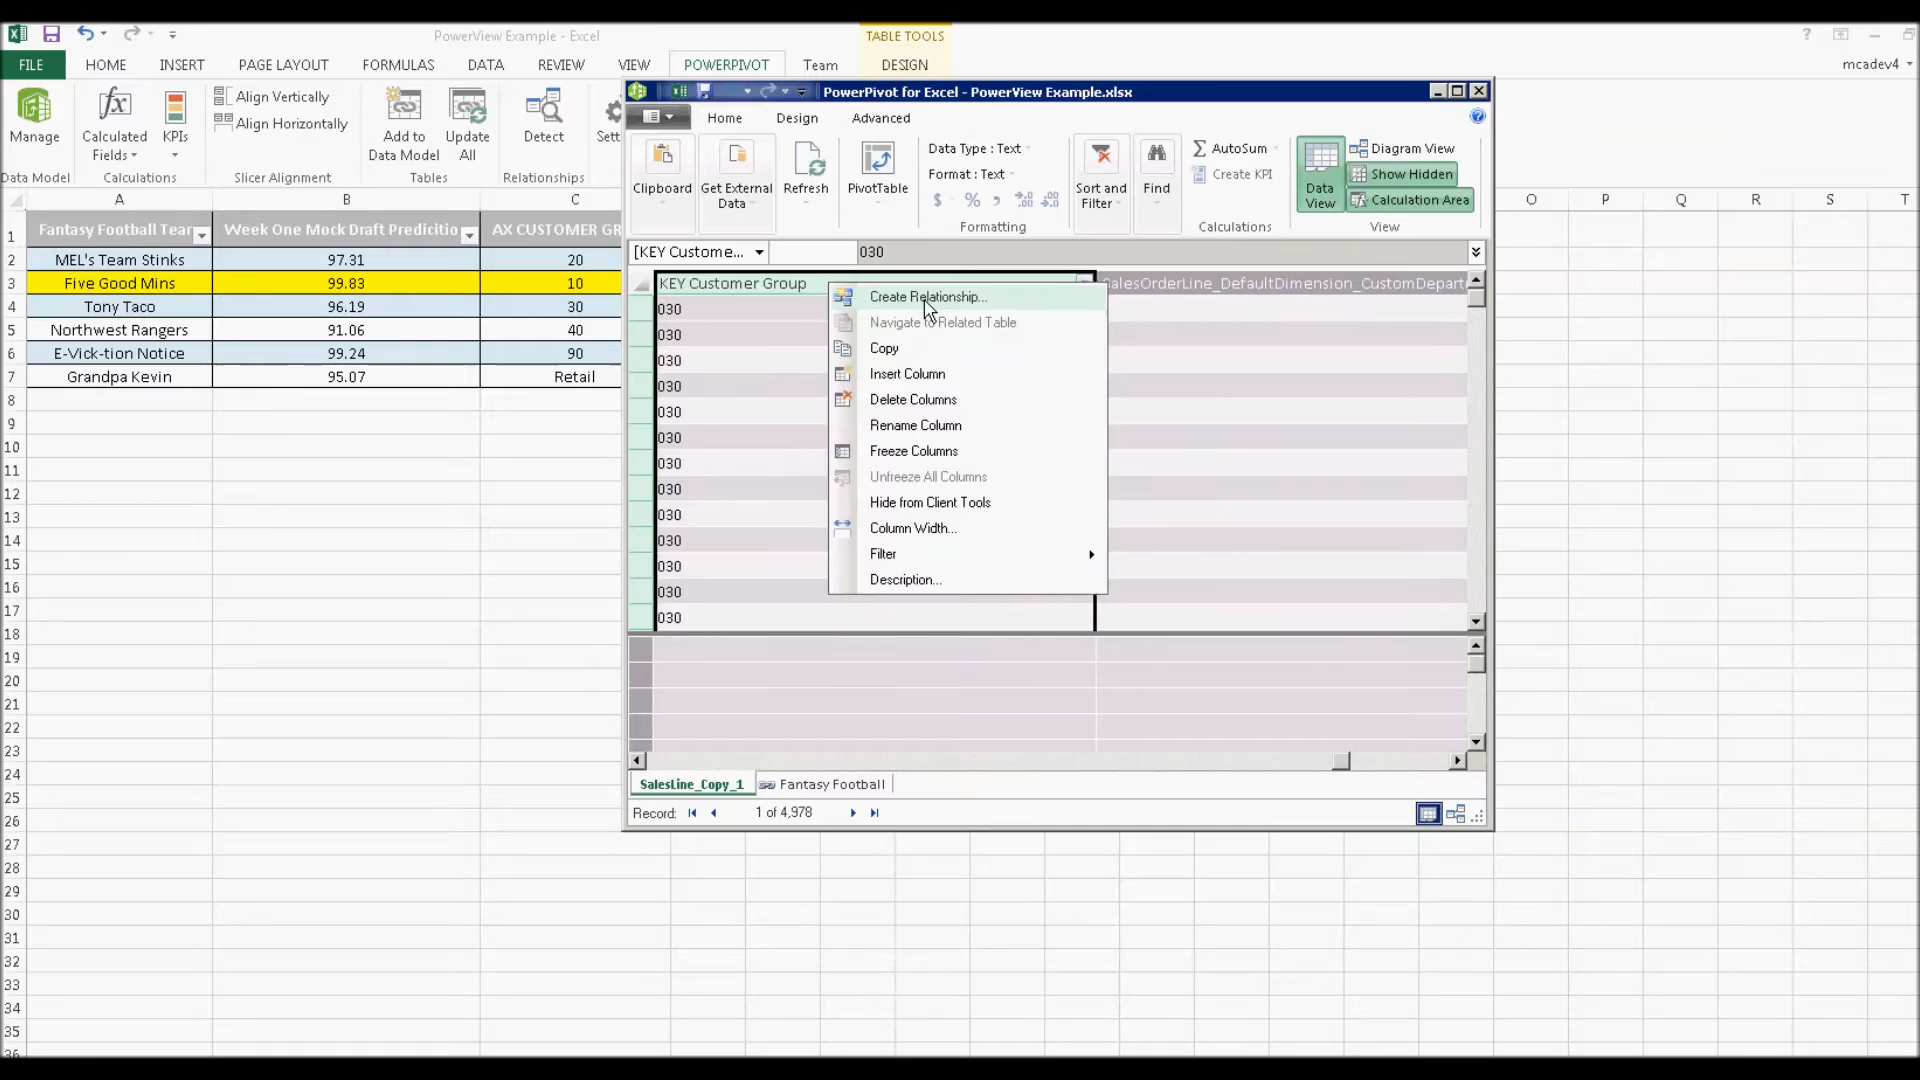 PowerView Example - Excel
TABLE TOOLS
FILE HOME INSERT PAGE LAYOUT FORMULAS DATA REVIEW VIEW POWERPIVOT Team DESIGN
mcadev4
Manage
Calculated Fields
KPIs
Align Vertically
Align Horizontally
Add to Data Model
Update All
Detect
Data Model
Calculations
Slicer Alignment
Tables
Relationships
A B C
1 Week One Mock Draft Predicitio AX CUSTOMER GR
2 MEL's Team Stinks 97.31 20
3 Five Good Mins 99.83 10
4 Tony Taco 96.19 30
5 Northwest Rangers 91.06 40
6 E-Vick-tion Notice 99.24 90
7 Grandpa Kevin 95.07 Retail
8
9
10
11
12
13
14
15
16
17
18
19
20
21
22
23
24
25
26
27
28
29
30
31
32
33
34
35
36
O P Q R S T
PowerPivot for Excel - PowerView Example.xlsx
Home Design Advanced
Clipboard
Get External Data
Refresh
PivotTable
Data Type : Text
Format : Text
$ % ,
Formatting
Sort and Filter
Find
AutoSum
Create KPI
Calculations
Data View
Diagram View
Show Hidden
Calculation Area
View
[KEY Custome... 030
KEY Customer Group
030
030
030
030
030
030
030
030
030
030
030
030
030
Create Relationship...
Navigate to Related Table
Copy
Insert Column
Delete Columns
Rename Column
Freeze Columns
Unfreeze All Columns
Hide from Client Tools
Column Width...
Filter
Description...
SalesLine_Copy_1 Fantasy Football
Record: 1 of 4,978